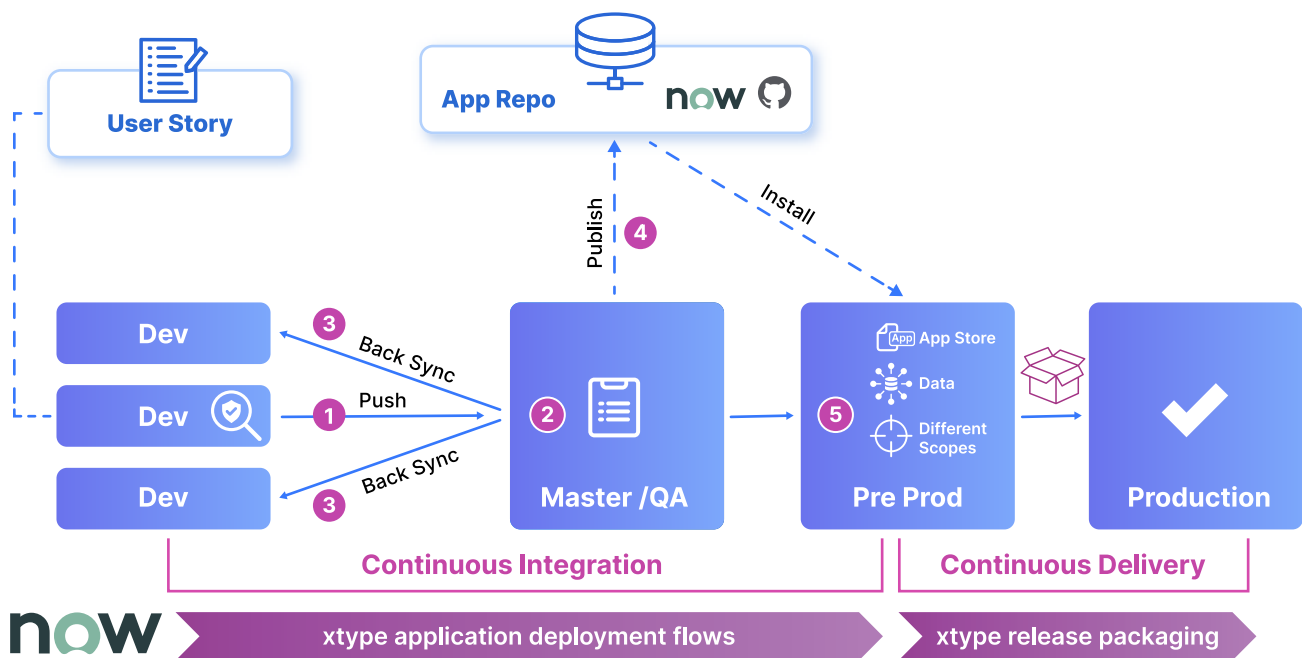 User Story
App Repo
now
Install
Publish
4
Dev
3
Back Sync
Dev
1
Push
2
Master /QA
Dev
3
Back Sync
5
App
App Store
Data
Different
Scopes
Pre Prod
Production
Continuous Integration
Continuous Delivery
now
xtype application deployment flows
xtype release packaging